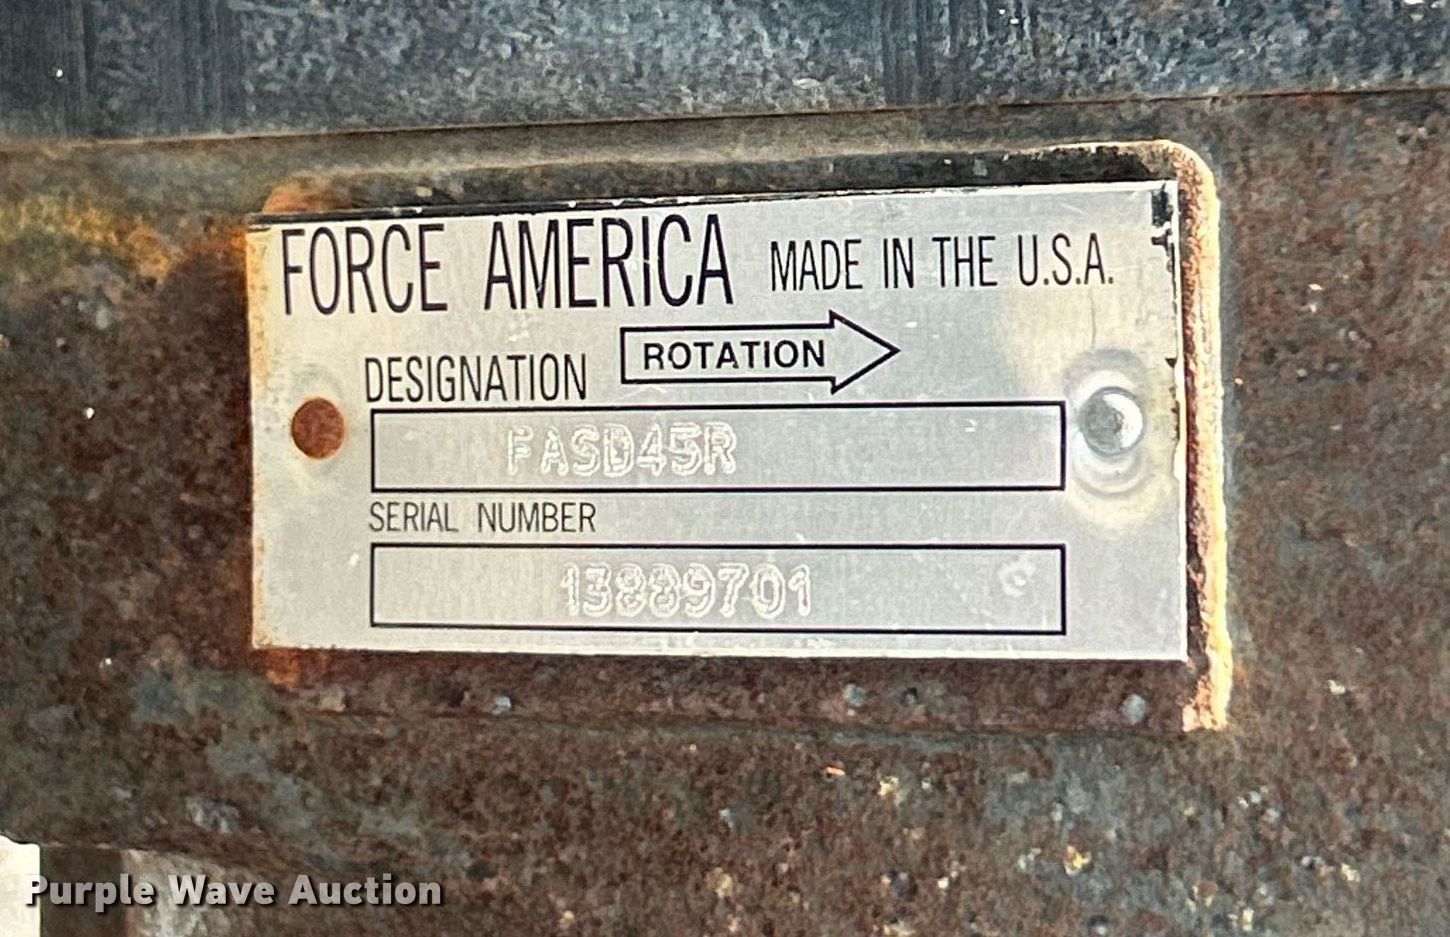 FORCE AMERICA MADE IN THE U.S.A.
DESIGNATION ROTATION
FASD45R
SERIAL NUMBER
13889701
Purple Wave Auction